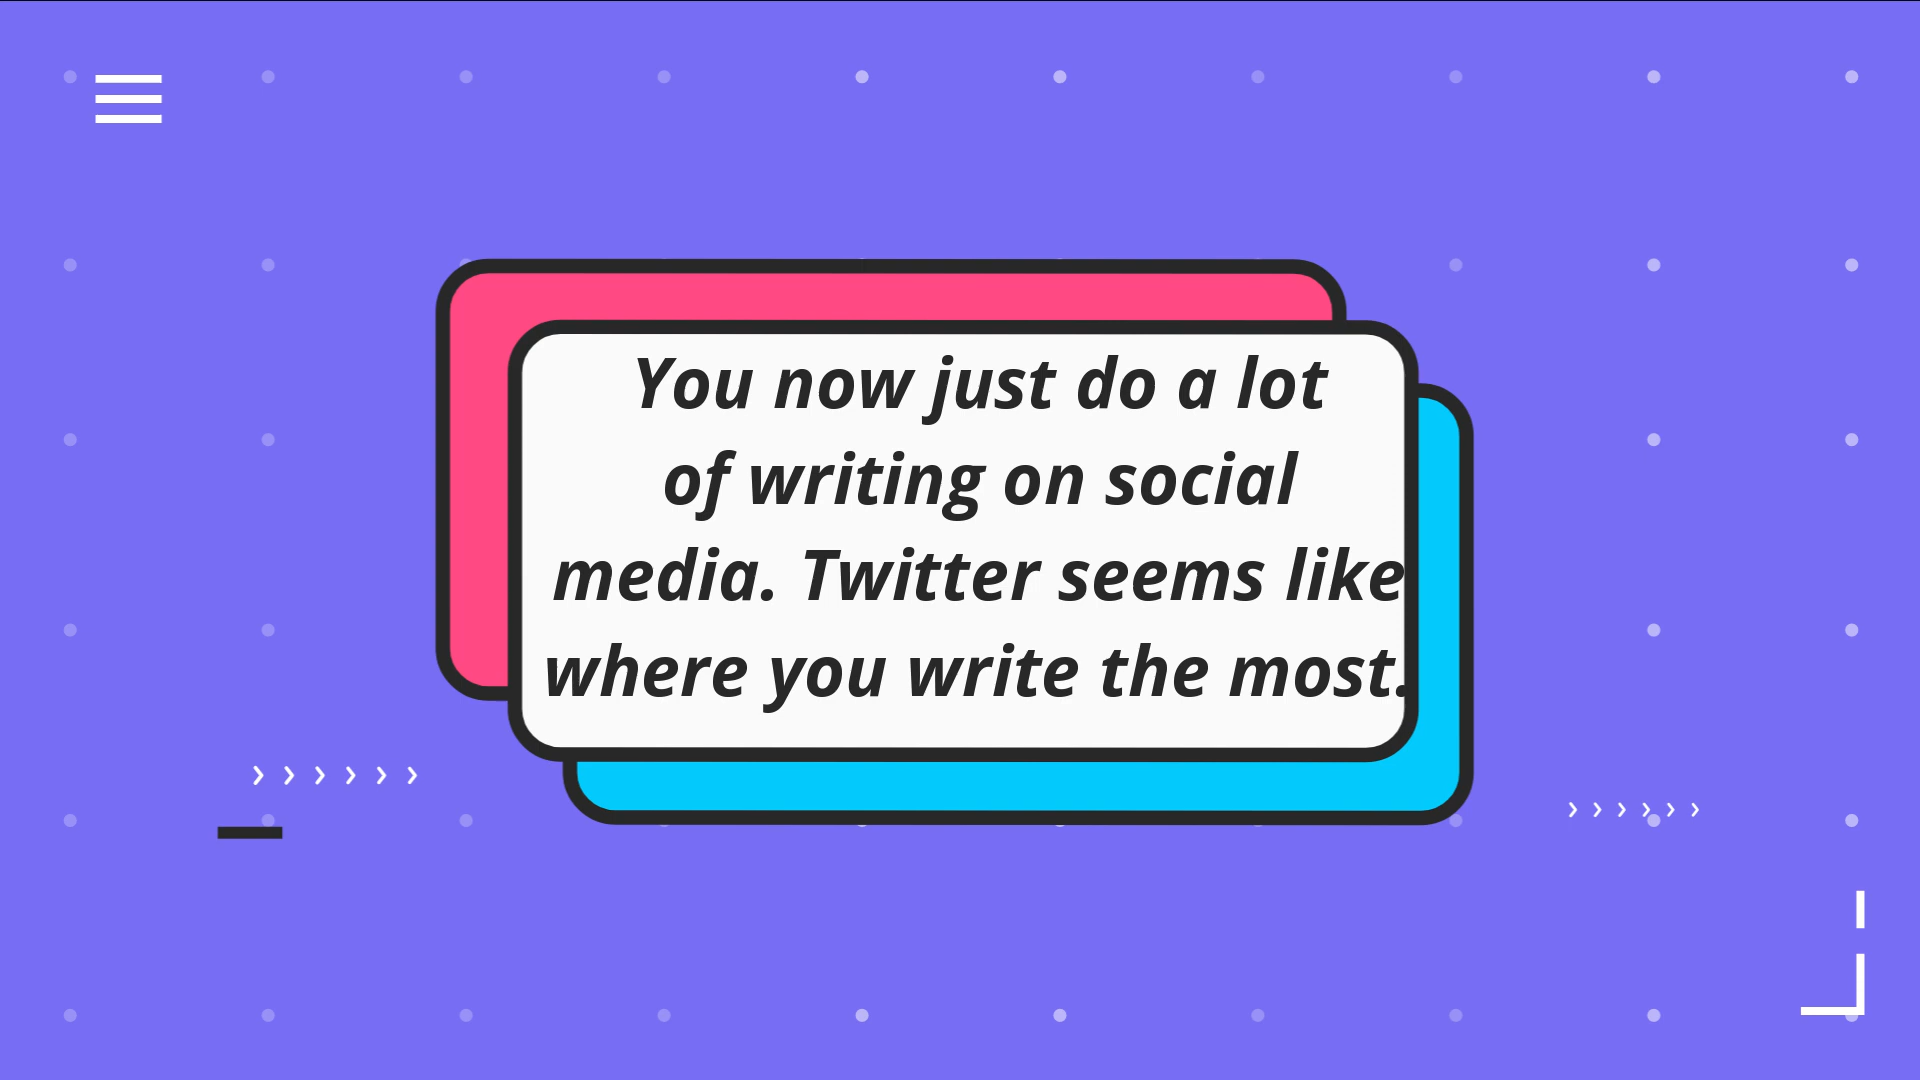 You now just do a lot
of writing on social
media. Twitter seems like
where you write the most.